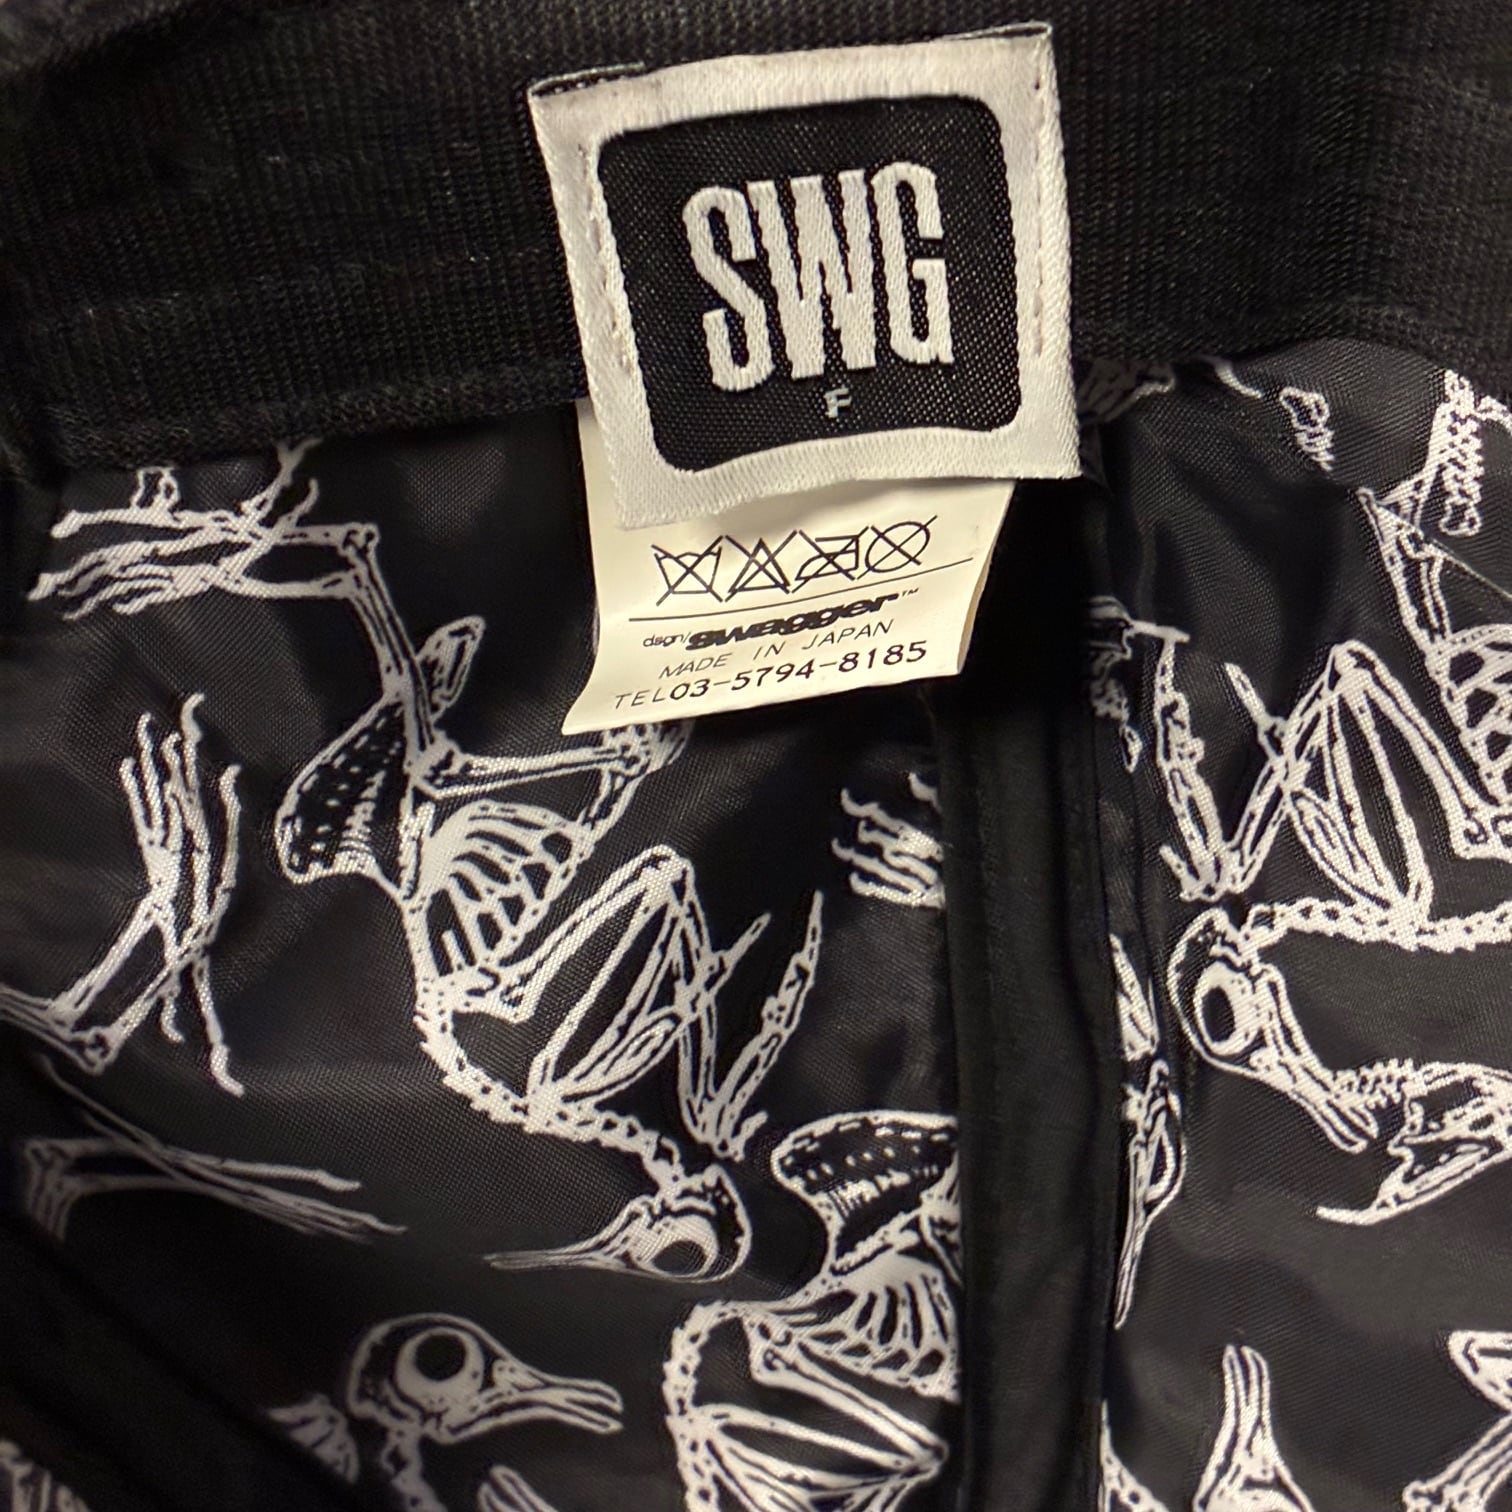 SWG
F
dsgn/swagger™
MADE IN JAPAN
TEL03-5794-8185